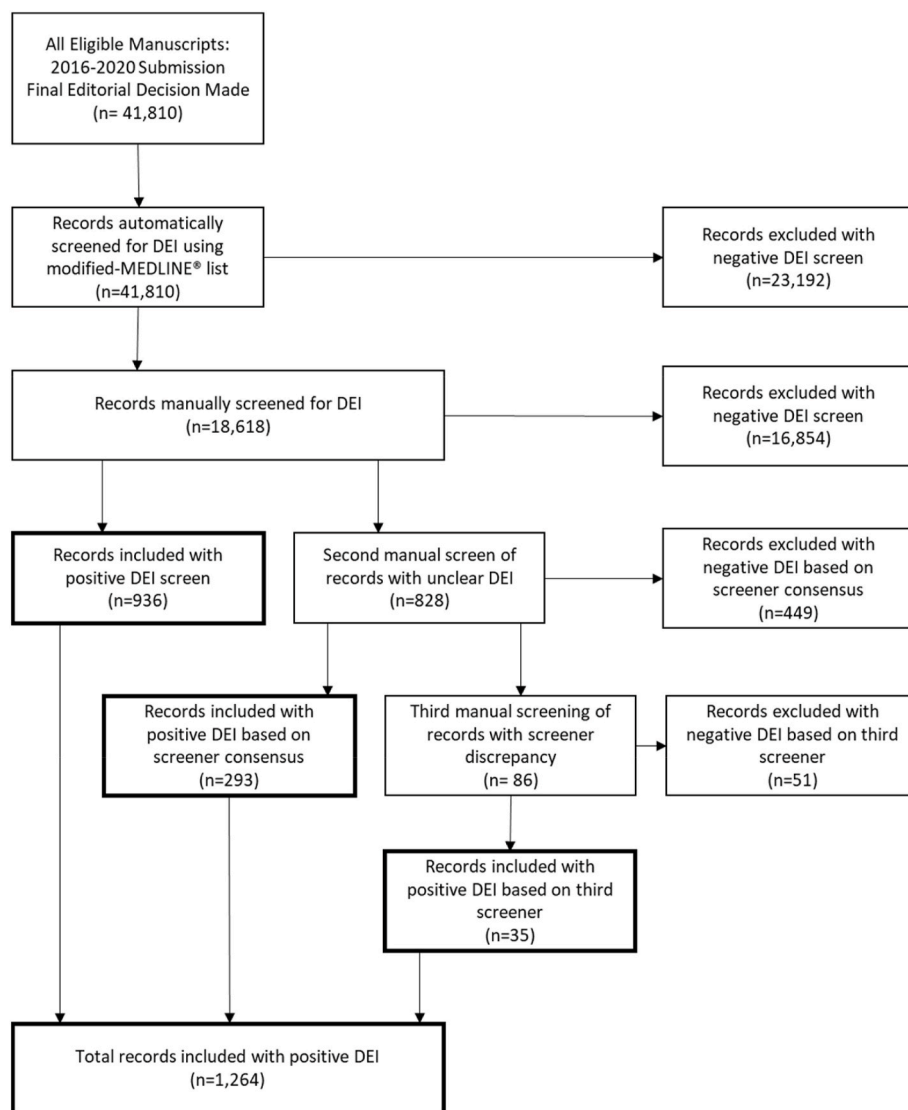 All Eligible Manuscripts:
2016-2020 Submission
Final Editorial Decision Made
(n= 41,810)
Records automatically
screened for DEI using
modified-MEDLINE® list
(n=41,810)
Records excluded with
negative DEI screen
(n=23,192)
Records manually screened for DEI
(n=18,618)
Records excluded with
negative DEI screen
(n=16,854)
Records included with
positive DEI screen
(n=936)
Second manual screen of
records with unclear DEI
(n=828)
Records excluded with
negative DEI based on
screener consensus
(n=449)
Records included with
positive DEI based on
screener consensus
(n=293)
Third manual screening of
records with screener
discrepancy
(n= 86)
Records excluded with
negative DEI based on third
screener
(n=51)
Records included with
positive DEI based on third
screener
(n=35)
Total records included with positive DEI
(n=1,264)